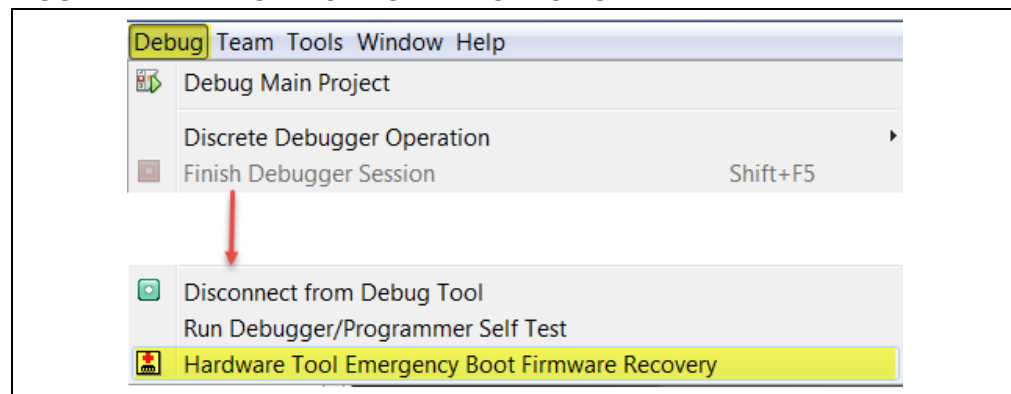 Debug Team Tools Window Help
Debug Main Project
Discrete Debugger Operation
Finish Debugger Session Shift+F5
Disconnect from Debug Tool
Run Debugger/Programmer Self Test
Hardware Tool Emergency Boot Firmware Recovery